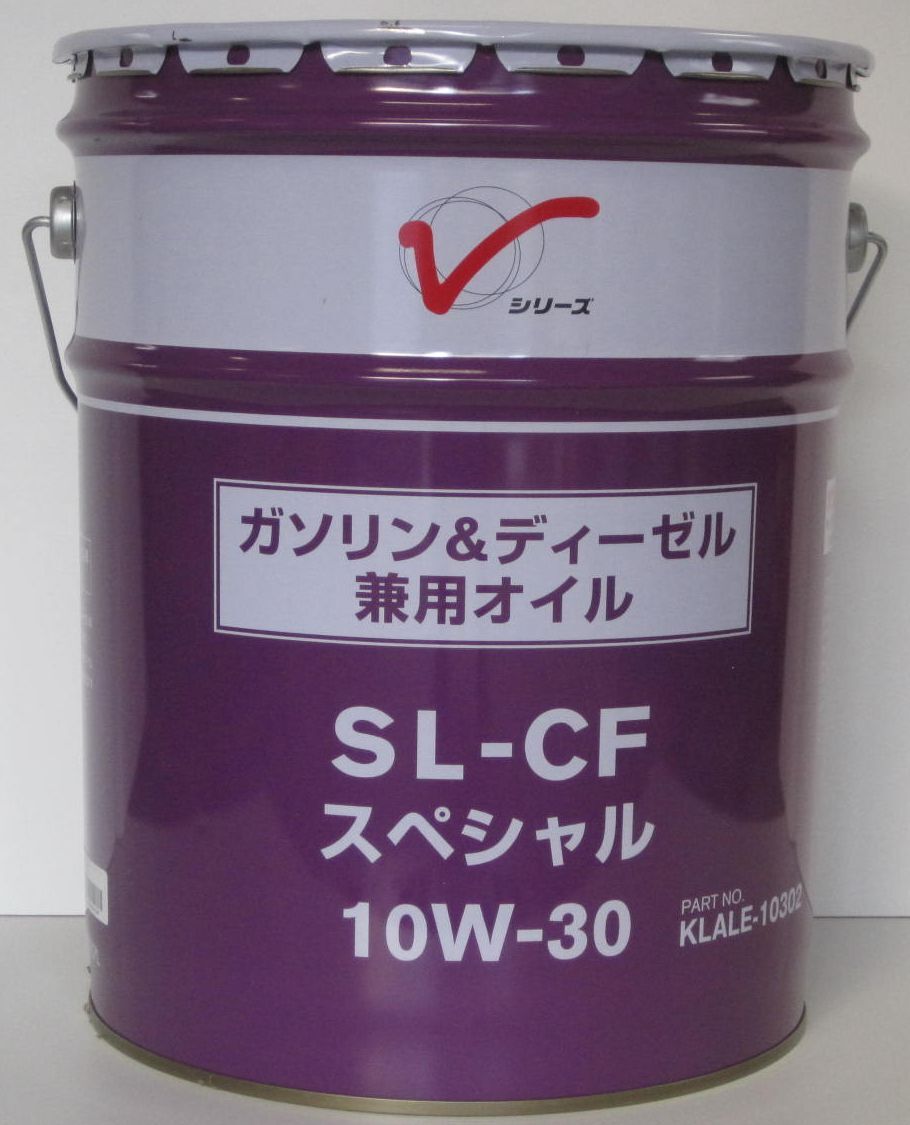 V
シリーズ
ガソリン&ディーゼル
兼用オイル
SL-CF
スペシャル
10W-30
PART NO.
KLALE-10302